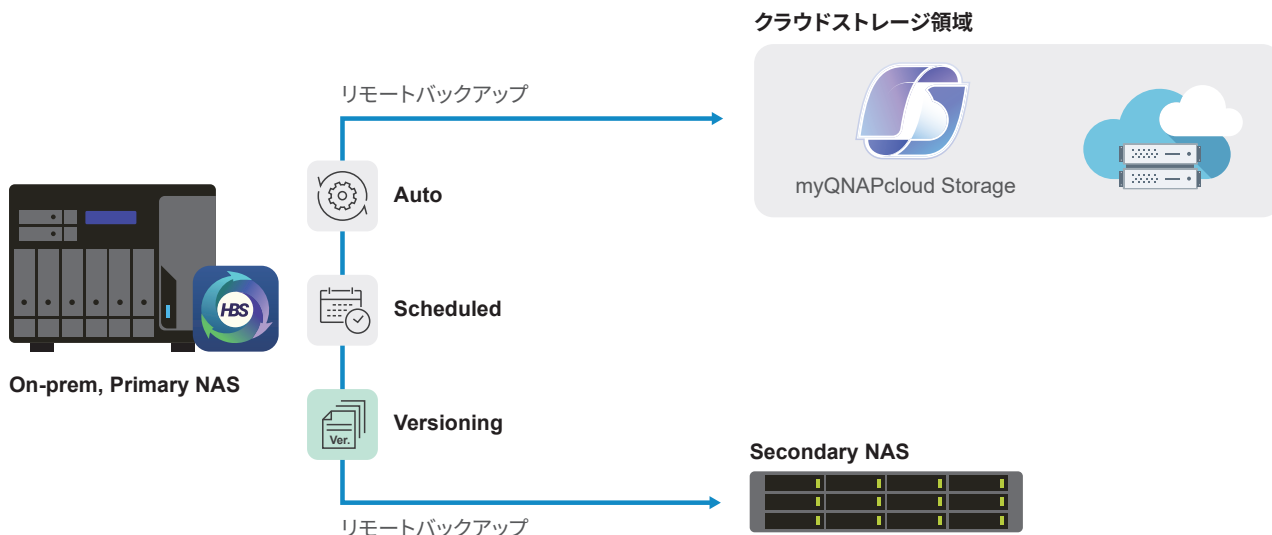 クラウドストレージ領域
リモートバックアップ
myQNAPcloud Storage
Auto
HBS
Scheduled
On-prem, Primary NAS
Ver.
Versioning
Secondary NAS
リモートバックアップ